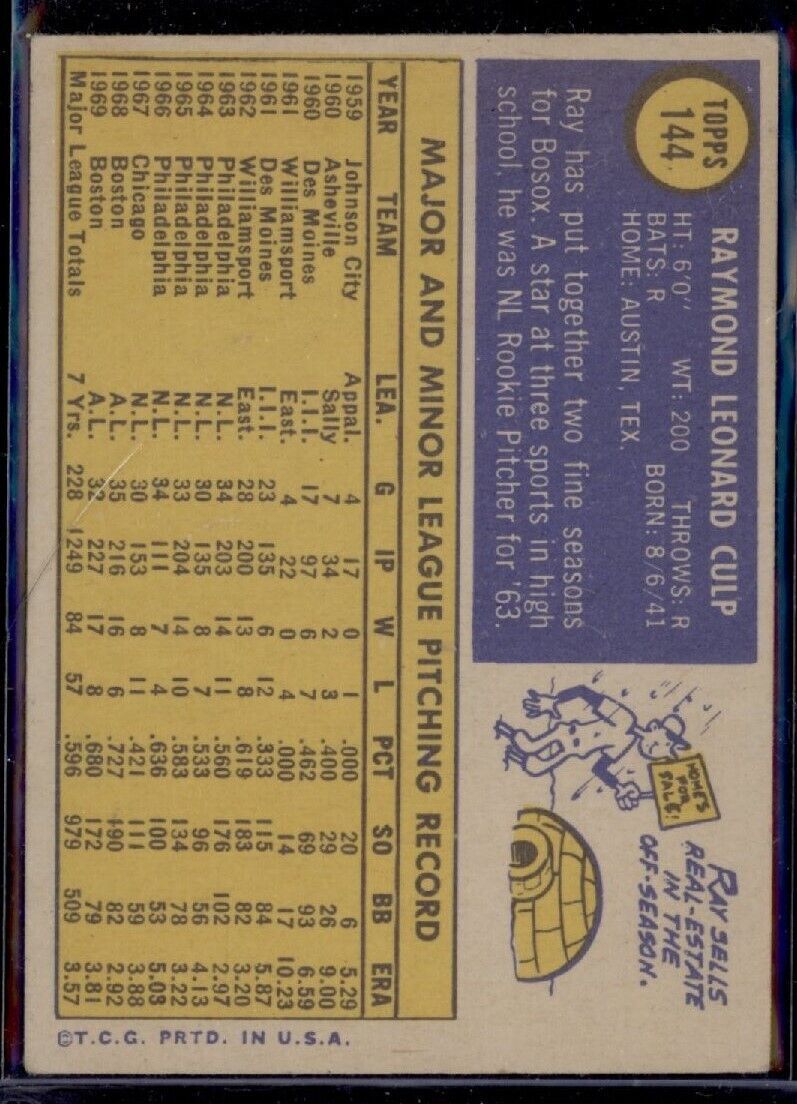 TOPPS
144
RAYMOND LEONARD CULP
HT: 6'0" WT: 200 THROWS: R
BATS: R BORN: 8/6/41
HOME: AUSTIN, TEX.
Ray has put together two fine seasons
for Bosox. A star at three sports in high
school, he was NL Rookie Pitcher for '63.
HOMES
FOR
SALE!
RAY SELLS
REAL-ESTATE
IN THE
OFF-SEASON.
MAJOR AND MINOR LEAGUE PITCHING RECORD
YEAR TEAM LEA. G IP W L PCT SO BB ERA
1959 Johnson City Appal. 4 17 0 1 .000 20 6 5.29
1960 Asheville Sally 7 34 2 3 .400 29 26 9.00
1960 Des Moines I.I.I. 17 97 6 7 .462 69 93 6.59
1961 Williamsport East. 4 22 0 4 .000 14 17 10.23
1961 Des Moines I.I.I. 23 135 6 12 .333 115 84 5.87
1962 Williamsport East. 28 200 13 8 .619 183 82 3.20
1963 Philadelphia N.L. 34 203 14 11 .560 176 102 2.97
1964 Philadelphia N.L. 30 135 8 7 .533 96 56 4.13
1965 Philadelphia N.L. 33 204 14 10 .583 134 78 3.22
1966 Philadelphia N.L. 34 111 7 4 .636 100 53 5.03
1967 Chicago N.L. 30 153 8 11 .421 111 59 3.88
1968 Boston A.L. 35 216 16 6 .727 190 82 2.92
1969 Boston A.L. 32 227 17 8 .680 172 79 3.81
Major League Totals 7 Yrs. 228 1249 84 57 .596 979 509 3.57
©T.C.G. PRTD. IN U.S.A.